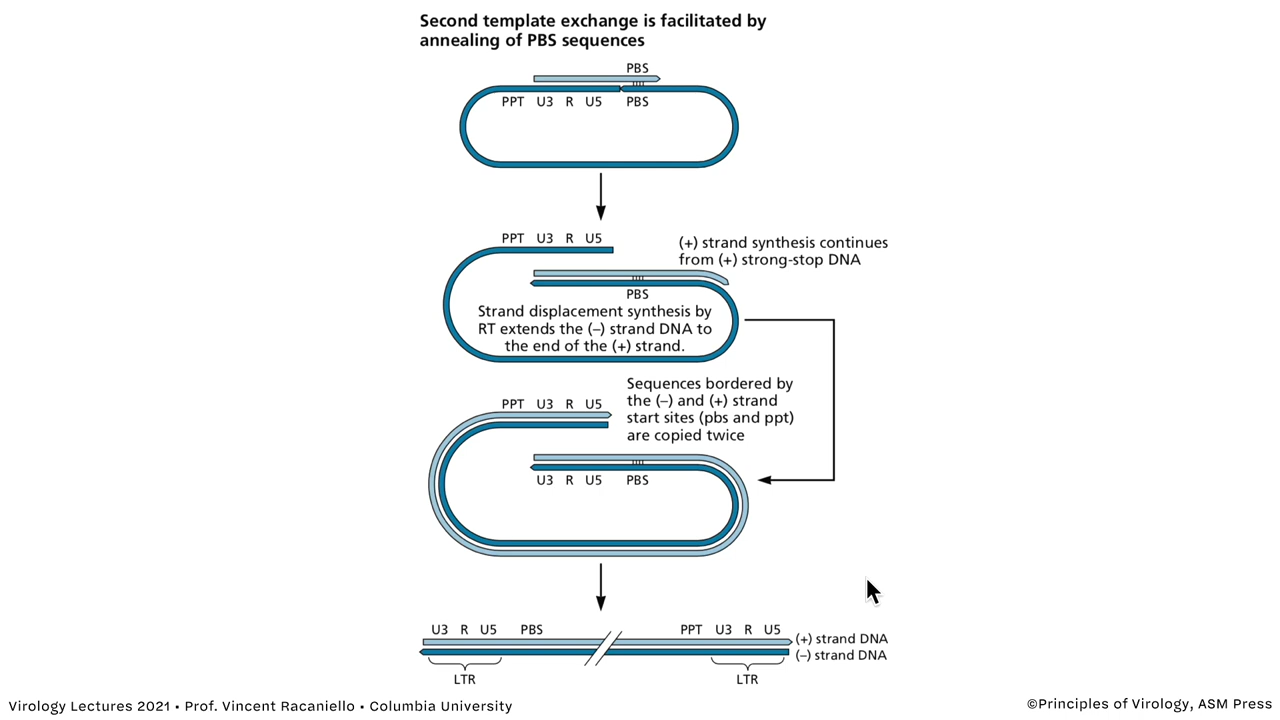 Second template exchange is facilitated by
annealing of PBS sequences
PBS
PPT U3 R U5 PBS
PPT U3 R U5
(+) strand synthesis continues
from (+) strong-stop DNA
PBS
Strand displacement synthesis by
RT extends the (–) strand DNA to
the end of the (+) strand.
Sequences bordered by
the (–) and (+) strand
start sites (pbs and ppt)
are copied twice
PPT U3 R U5
U3 R U5 PBS
U3 R U5 PBS PPT U3 R U5
(+) strand DNA
(–) strand DNA
LTR LTR
Virology Lectures 2021 • Prof. Vincent Racaniello • Columbia University
©Principles of Virology, ASM Press